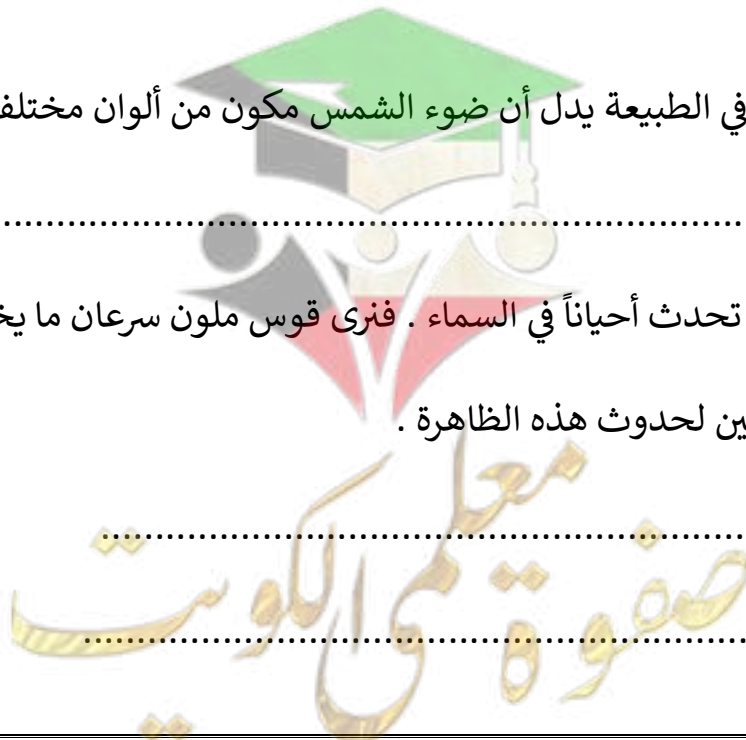 في الطبيعة يدل أن ضوء الشمس مكون من ألوان مختلف
........................................................................
تحدث أحياناً في السماء . فنرى قوس ملون سرعان ما يخ
ين لحدوث هذه الظاهرة .
........................................................................
........................................................................
صفوة معلمي الكويت